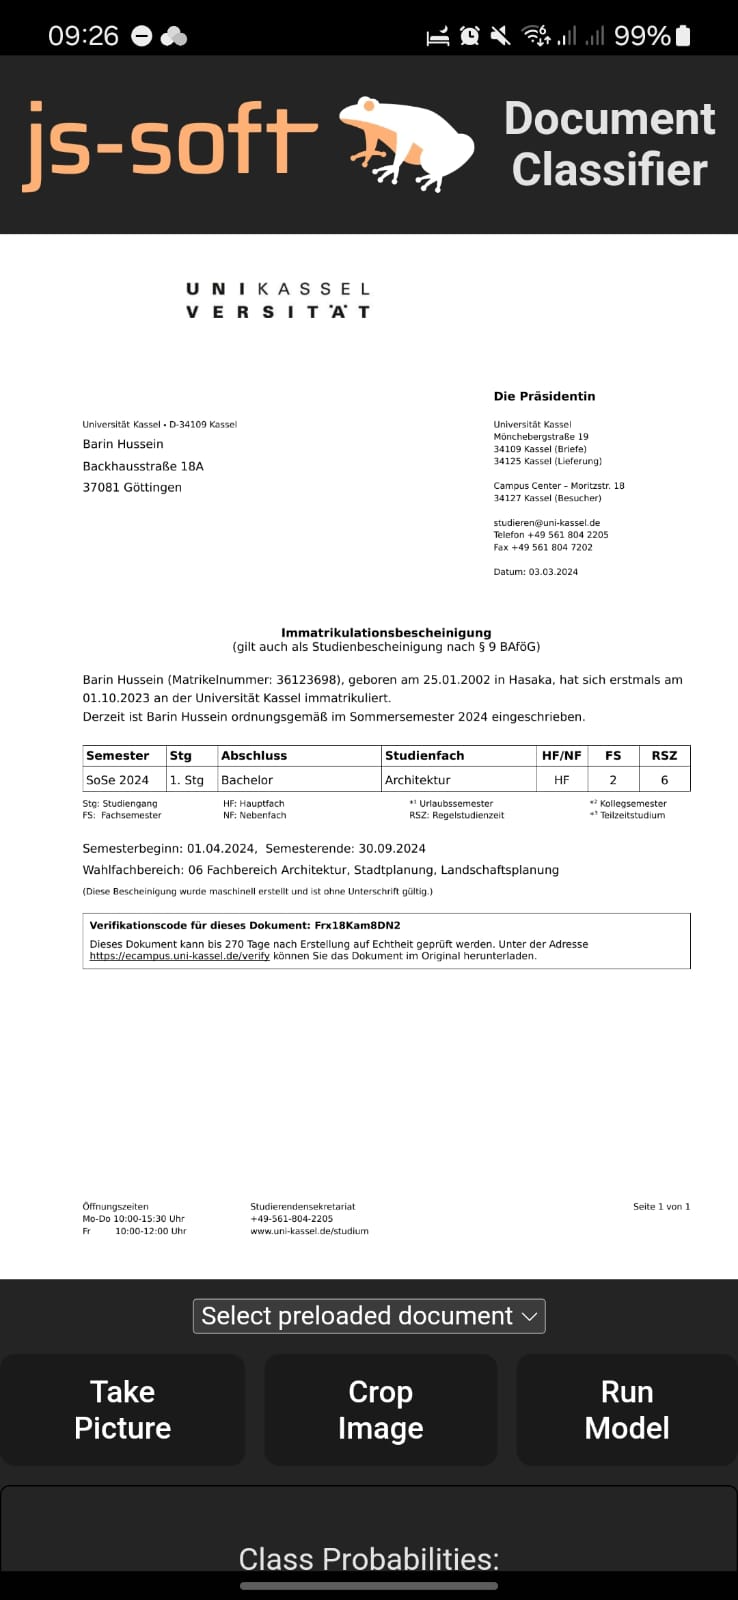 09:26
99%
js-soft
Document
Classifier
UNIKASSEL
VERSITÄT
Die Präsidentin
Universität Kassel • D-34109 Kassel
Barin Hussein
Backhausstraße 18A
37081 Göttingen
Universität Kassel
Mönchebergstraße 19
34109 Kassel (Briefe)
34125 Kassel (Lieferung)
Campus Center – Moritzstr. 18
34127 Kassel (Besucher)
studieren@uni-kassel.de
Telefon +49 561 804 2205
Fax +49 561 804 7202
Datum: 03.03.2024
Immatrikulationsbescheinigung
(gilt auch als Studienbescheinigung nach § 9 BAföG)
Barin Hussein (Matrikelnummer: 36123698), geboren am 25.01.2002 in Hasaka, hat sich erstmals am
01.10.2023 an der Universität Kassel immatrikuliert.
Derzeit ist Barin Hussein ordnungsgemäß im Sommersemester 2024 eingeschrieben.
Semester Stg Abschluss Studienfach HF/NF FS RSZ
SoSe 2024 1. Stg Bachelor Architektur HF 2 6
Stg: Studiengang HF: Hauptfach *¹ Urlaubssemester *² Kollegsemester
FS: Fachsemester NF: Nebenfach RSZ: Regelstudienzeit *³ Teilzeitstudium
Semesterbeginn: 01.04.2024, Semesterende: 30.09.2024
Wahlfachbereich: 06 Fachbereich Architektur, Stadtplanung, Landschaftsplanung
(Diese Bescheinigung wurde maschinell erstellt und ist ohne Unterschrift gültig.)
Verifikationscode für dieses Dokument: Frx18Kam8DN2
Dieses Dokument kann bis 270 Tage nach Erstellung auf Echtheit geprüft werden. Unter der Adresse
https://ecampus.uni-kassel.de/verify können Sie das Dokument im Original herunterladen.
Öffnungszeiten Studierendensekretariat Seite 1 von 1
Mo-Do 10:00-15:30 Uhr +49-561-804-2205
Fr 10:00-12:00 Uhr www.uni-kassel.de/studium
Select preloaded document
Take
Picture
Crop
Image
Run
Model
Class Probabilities: